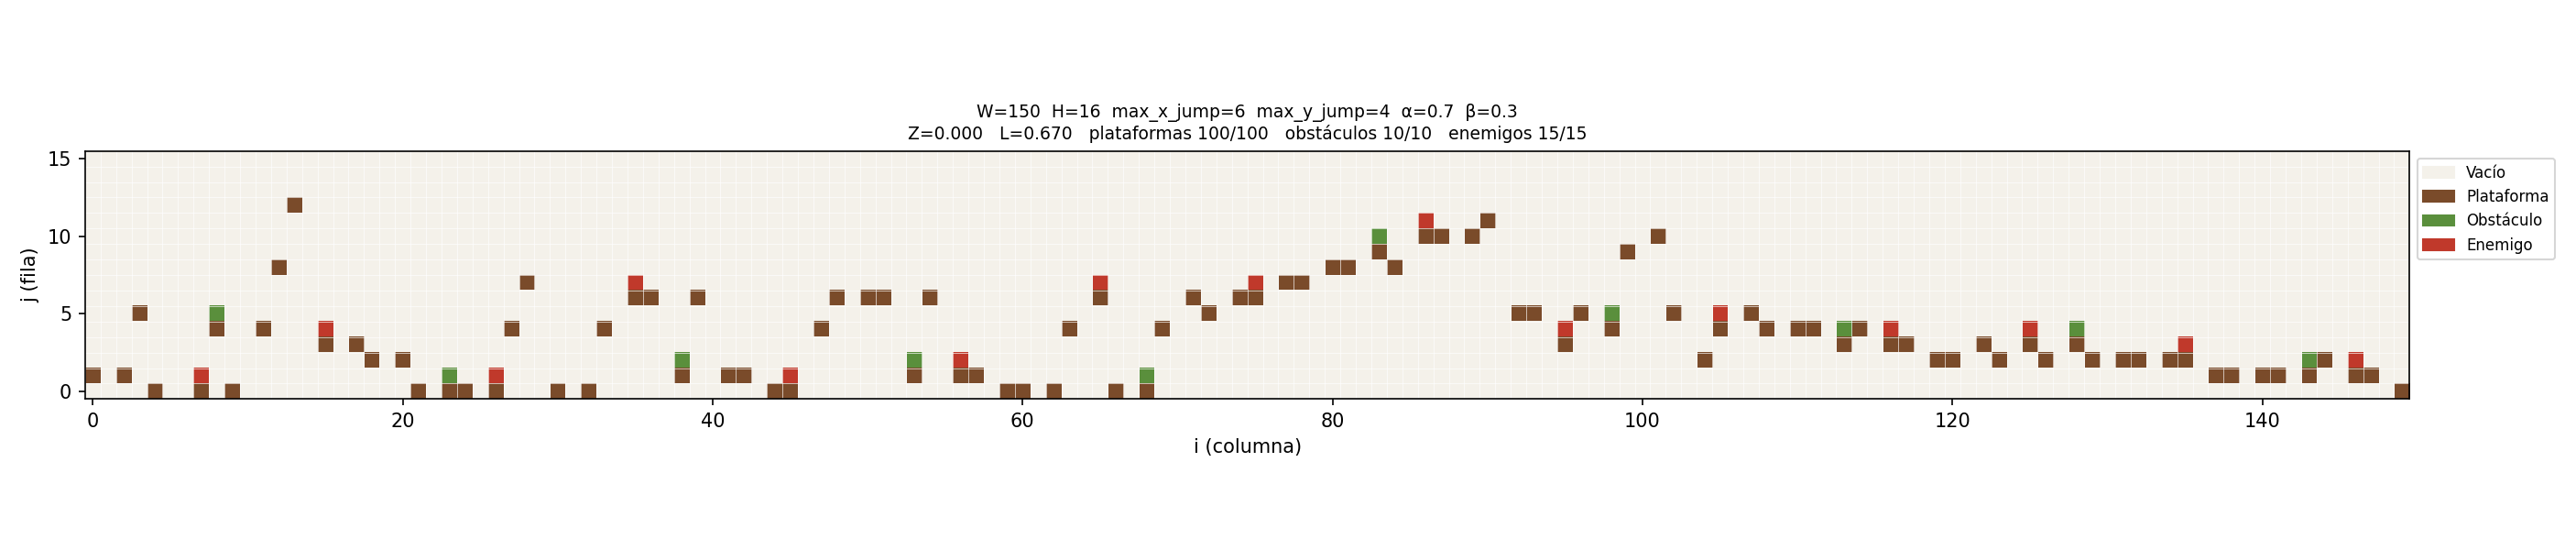 W=150 H=16 max_x_jump=6 max_y_jump=4 α=0.7 β=0.3
Z=0.000 L=0.670 plataformas 100/100 obstáculos 10/10 enemigos 15/15
15
10
5
0
j (fila)
0 20 40 60 80 100 120 140
i (columna)
Vacío
Plataforma
Obstáculo
Enemigo